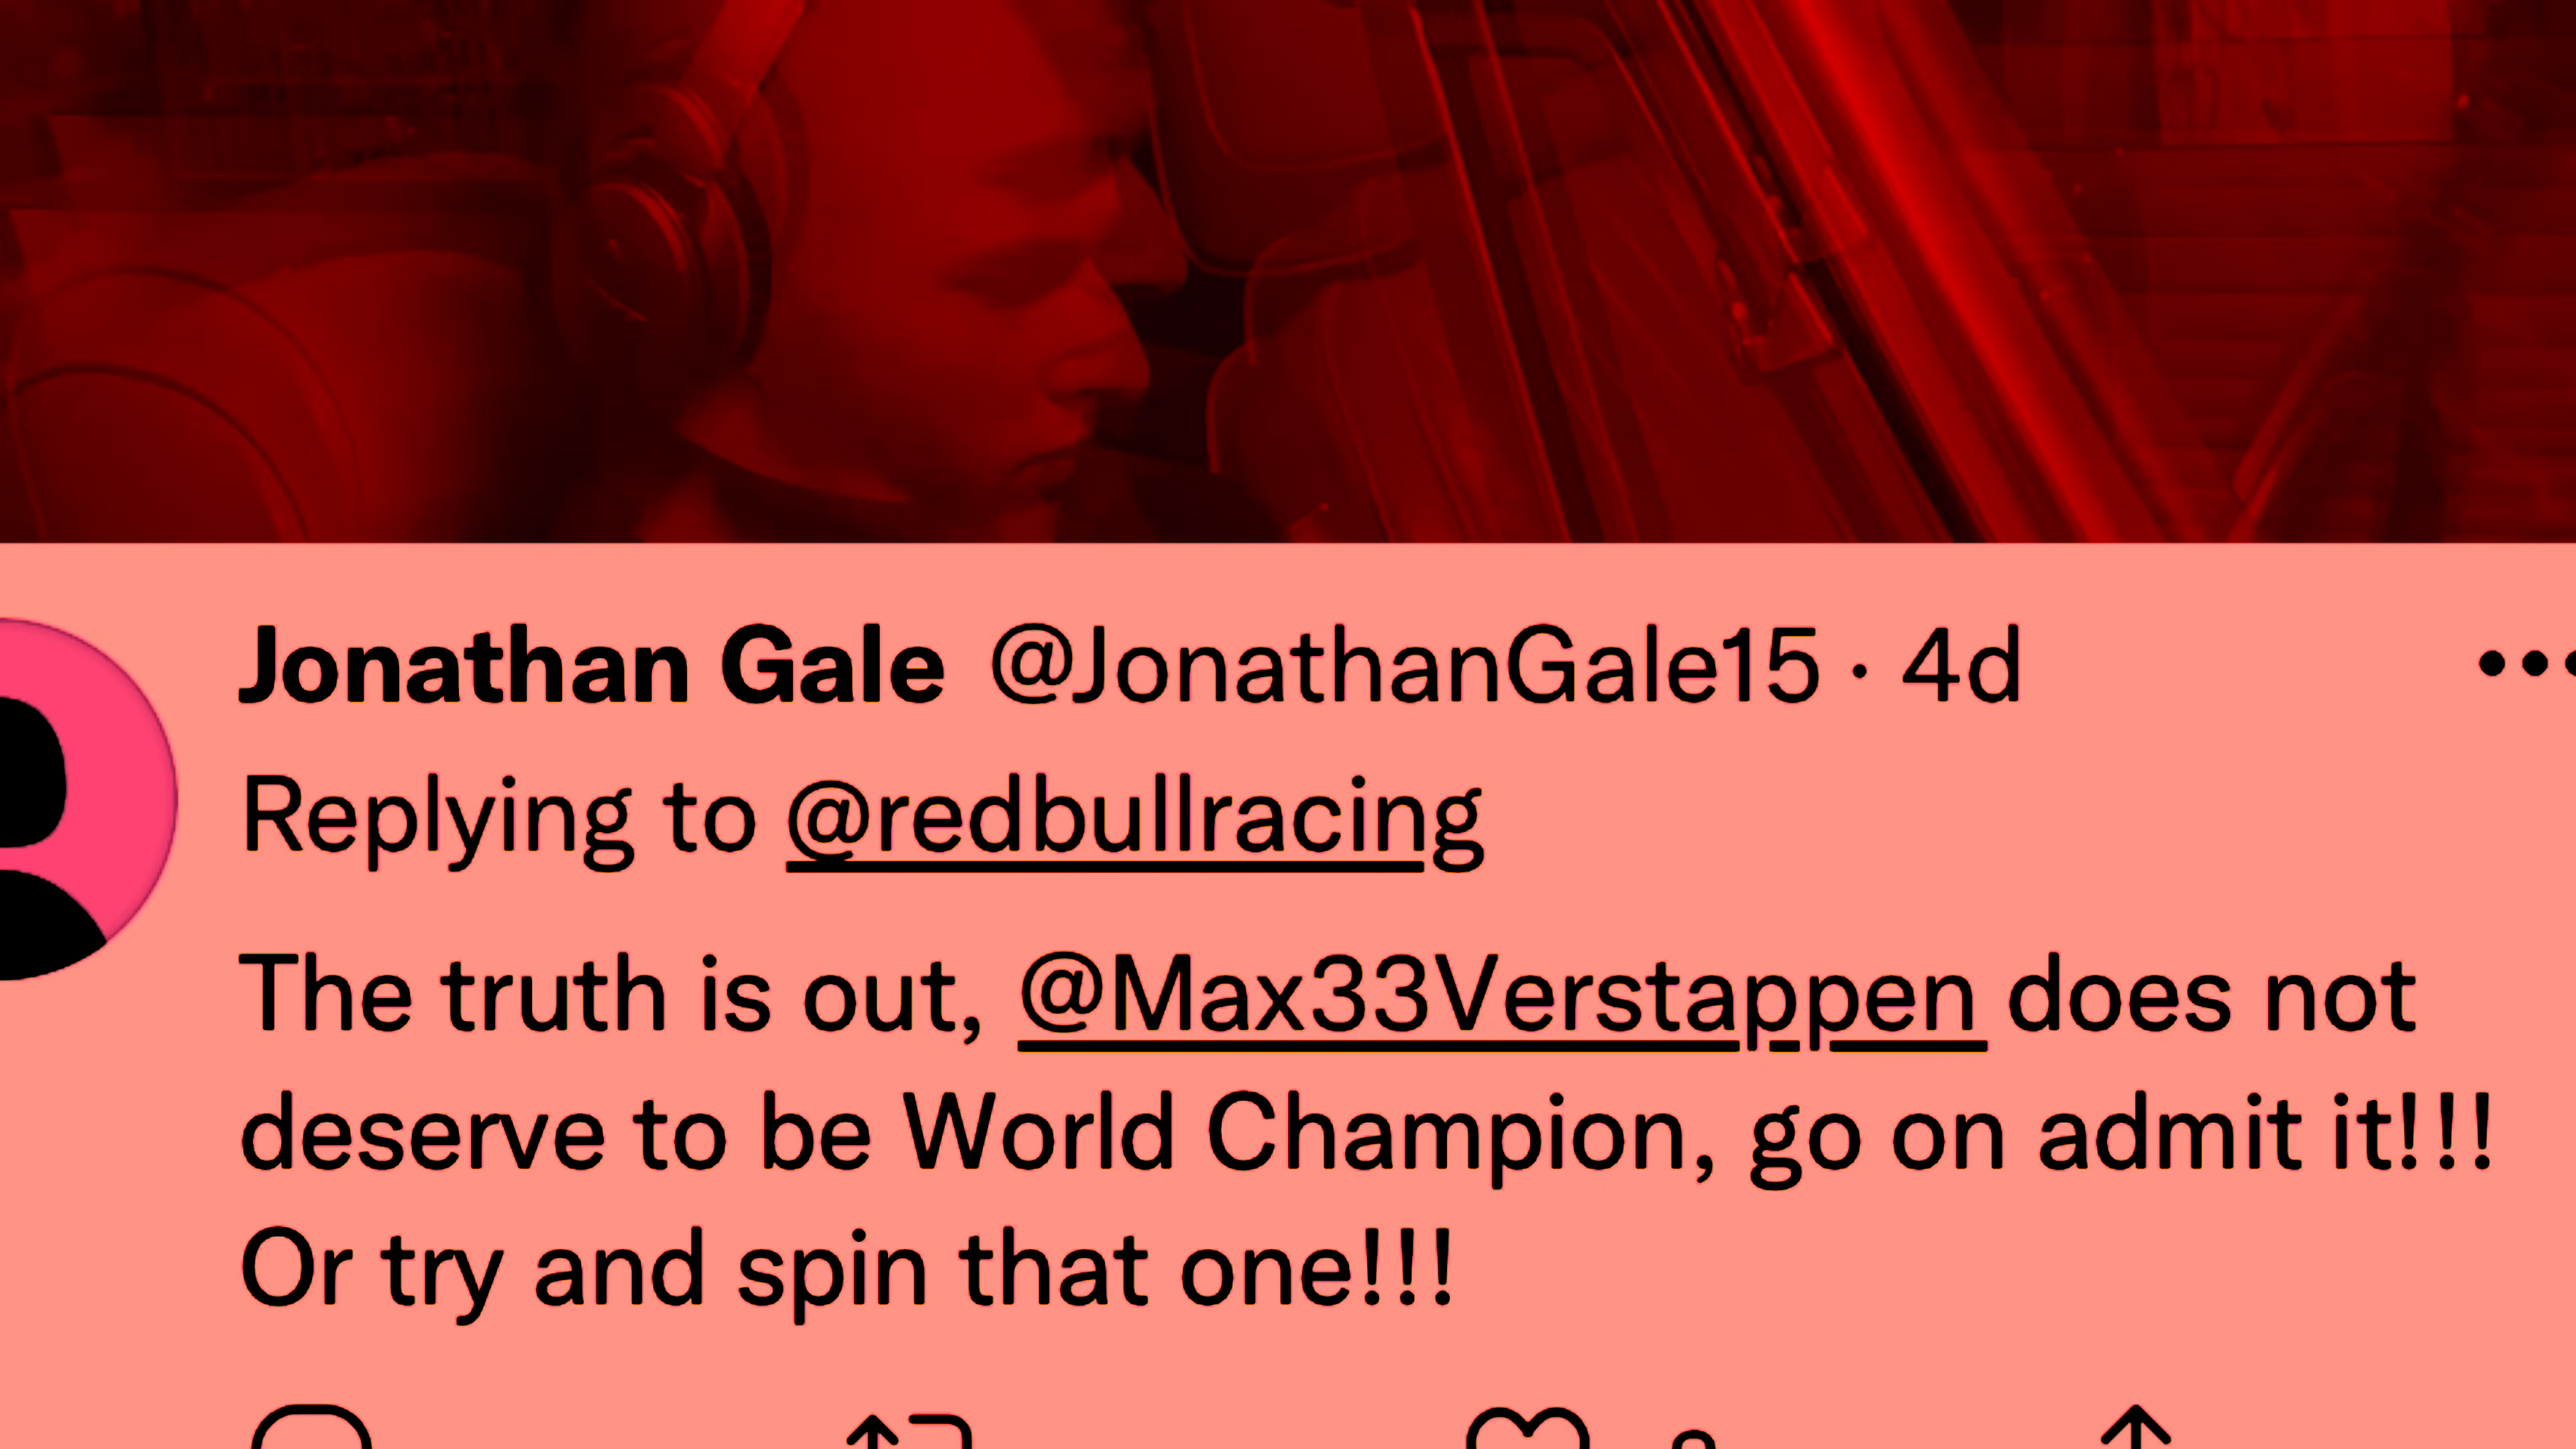 Jonathan Gale @JonathanGale15 · 4d
Replying to @redbullracing
The truth is out, @Max33Verstappen does not
deserve to be World Champion, go on admit it!!!
Or try and spin that one!!!